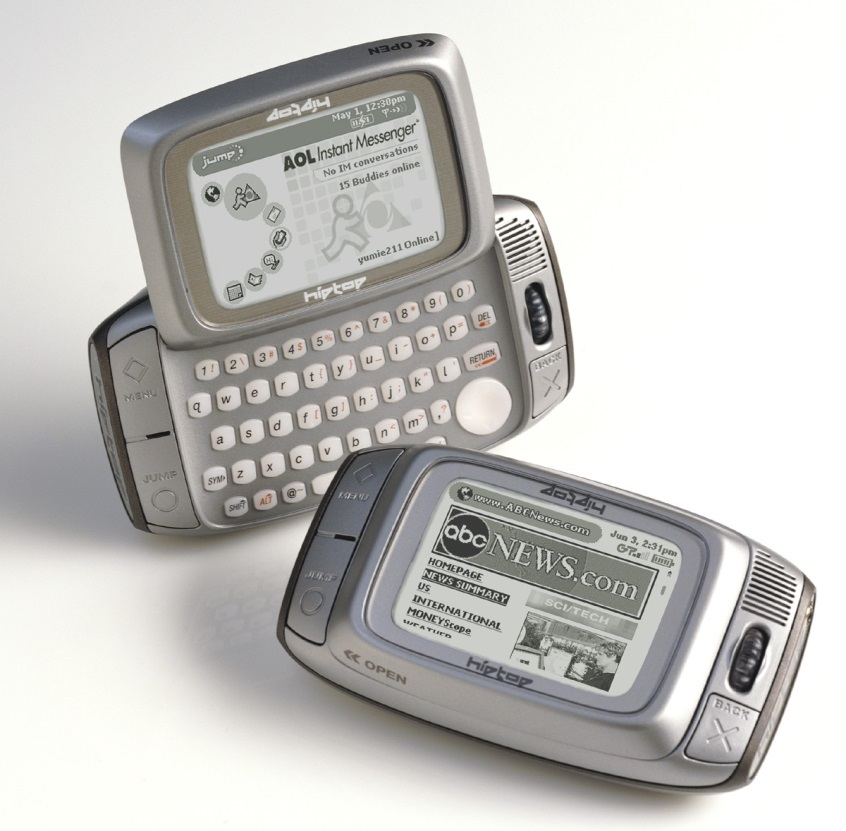 « OPEN
hiptop
May 1, 12:30pm
jump
AOL Instant Messenger
No IM conversations
15 Buddies online
yumie211 Online]
hiptop
1! 2\ 3# 4$ 5% 6^ 7& 8* 9( 0)
q w e r t{ y} u_ i- o+ p= DEL
a s d f[ g] h: j; k" l' RETURN
SYM z x c v b n< m> ,?
SHIFT ALT @~
MENU
JUMP
BACK
hiptop
www.ABCNews.com
Jun 3, 2:31pm
abc NEWS.com
HOMEPAGE
NEWS SUMMARY
US
INTERNATIONAL
MONEYScope
WEATHER
SCI/TECH
hiptop
« OPEN
MENU
JUMP
BACK